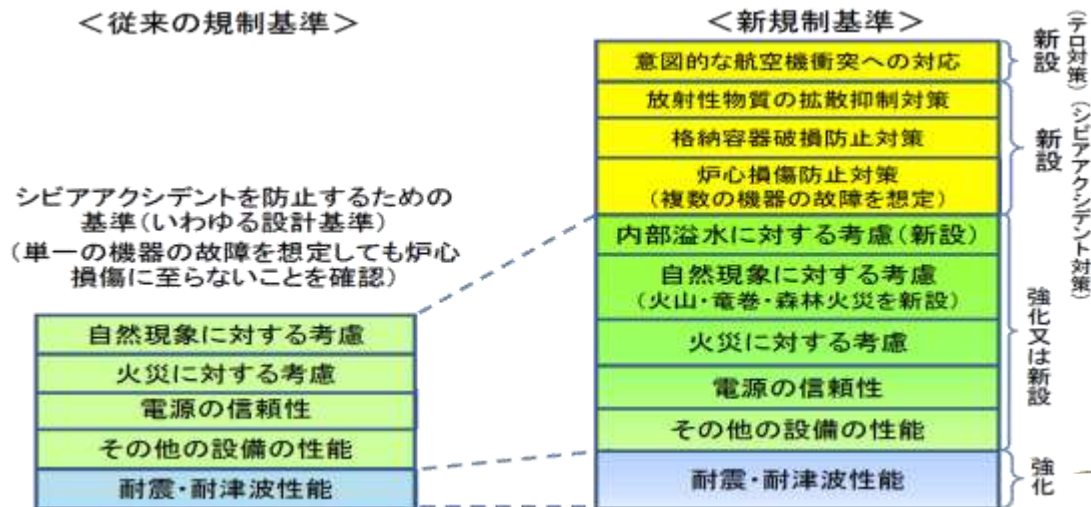 ＜従来の規制基準＞
シビアアクシデントを防止するための
基準(いわゆる設計基準)
(単一の機器の故障を想定しても炉心
損傷に至らないことを確認)
自然現象に対する考慮
火災に対する考慮
電源の信頼性
その他の設備の性能
耐震・耐津波性能
＜新規制基準＞
意図的な航空機衝突への対応
放射性物質の拡散抑制対策
格納容器破損防止対策
炉心損傷防止対策
(複数の機器の故障を想定)
内部溢水に対する考慮(新設)
自然現象に対する考慮
(火山・竜巻・森林火災を新設)
火災に対する考慮
電源の信頼性
その他の設備の性能
耐震・耐津波性能
新設
(テロ対策)
新設
(シビアアクシデント対策)
強化又は新設
強化